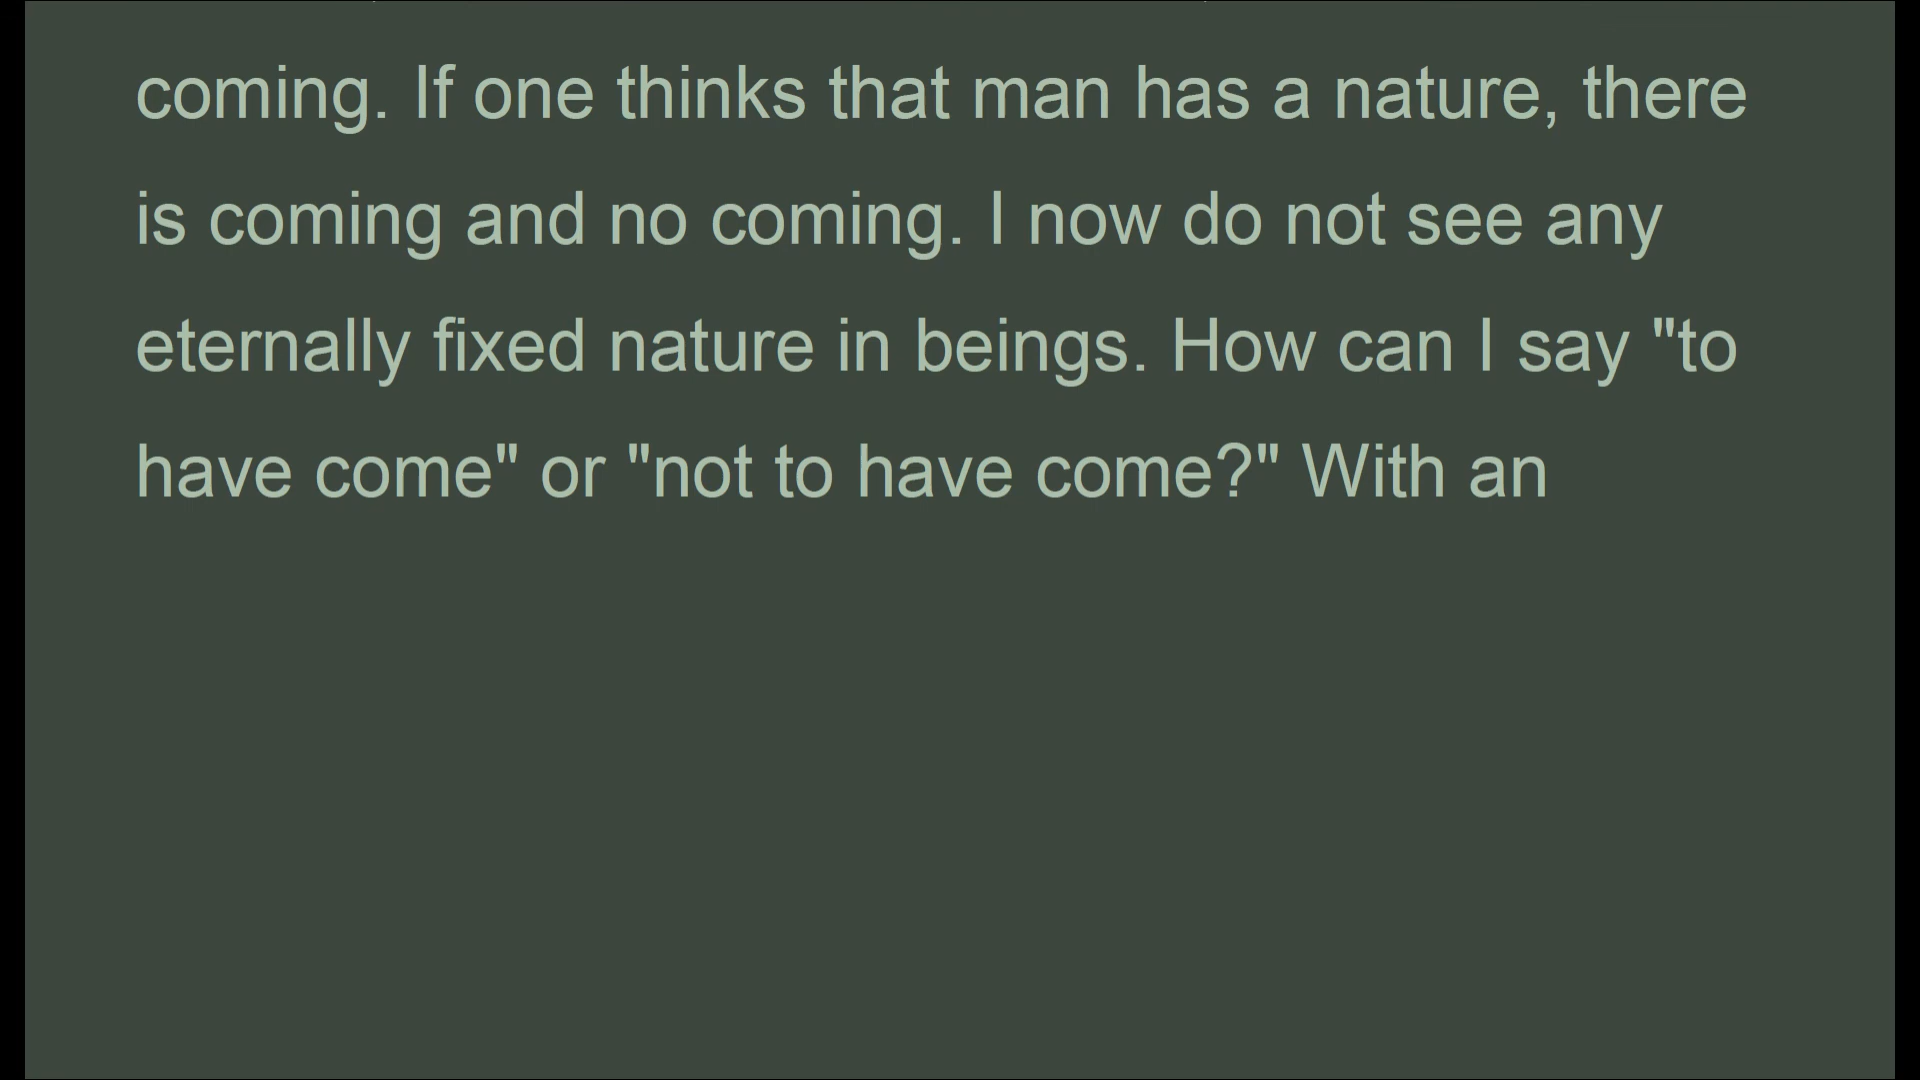 coming. If one thinks that man has a nature, there
is coming and no coming. I now do not see any
eternally fixed nature in beings. How can I say "to
have come" or "not to have come?" With an